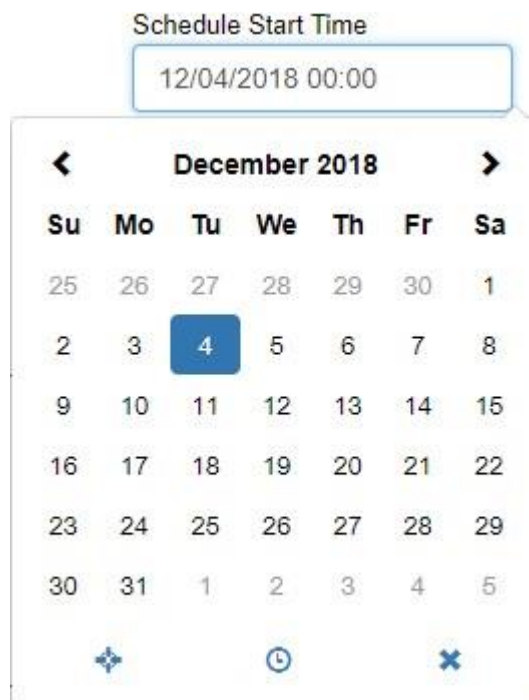 Schedule Start Time
12/04/2018 00:00
December 2018
Su Mo Tu We Th Fr Sa
25 26 27 28 29 30 1
2 3 4 5 6 7 8
9 10 11 12 13 14 15
16 17 18 19 20 21 22
23 24 25 26 27 28 29
30 31 1 2 3 4 5